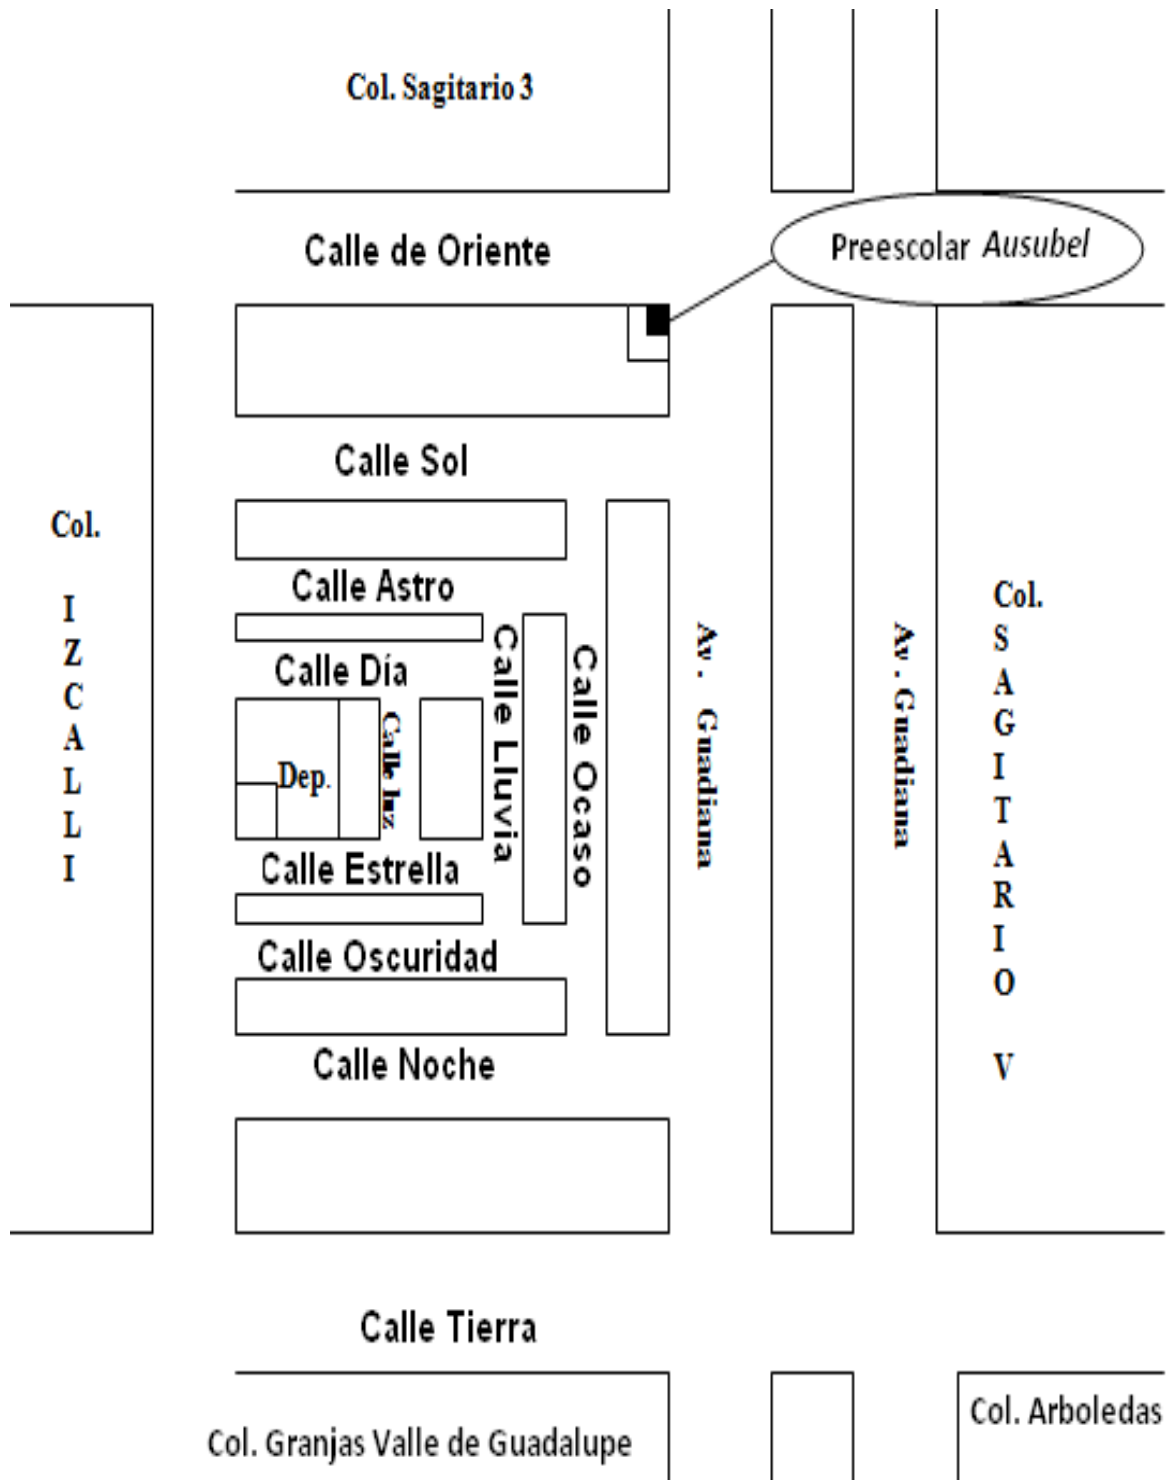 Col. Sagitario 3
Calle de Oriente
Preescolar Ausubel
Calle Sol
Col.
IZCALLI
Calle Astro
Calle Día
Dep.
Calle luz
Calle Lluvia
Calle Ocaso
Av . Guadiana
Av . Guadiana
Col.
SAGITARIO V
Calle Estrella
Calle Oscuridad
Calle Noche
Calle Tierra
Col. Granjas Valle de Guadalupe
Col. Arboledas